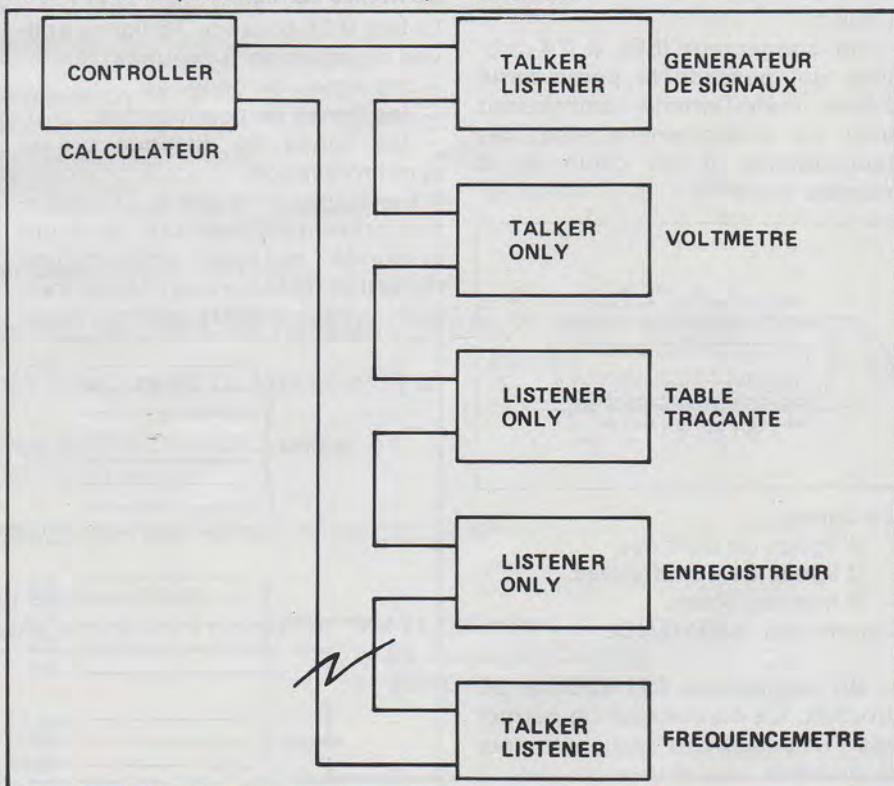 CONTROLLER
CALCULATEUR
TALKER
LISTENER
GENERATEUR
DE SIGNAUX
TALKER
ONLY
VOLTMETRE
LISTENER
ONLY
TABLE
TRACANTE
LISTENER
ONLY
ENREGISTREUR
TALKER
LISTENER
FREQUENCEMETRE